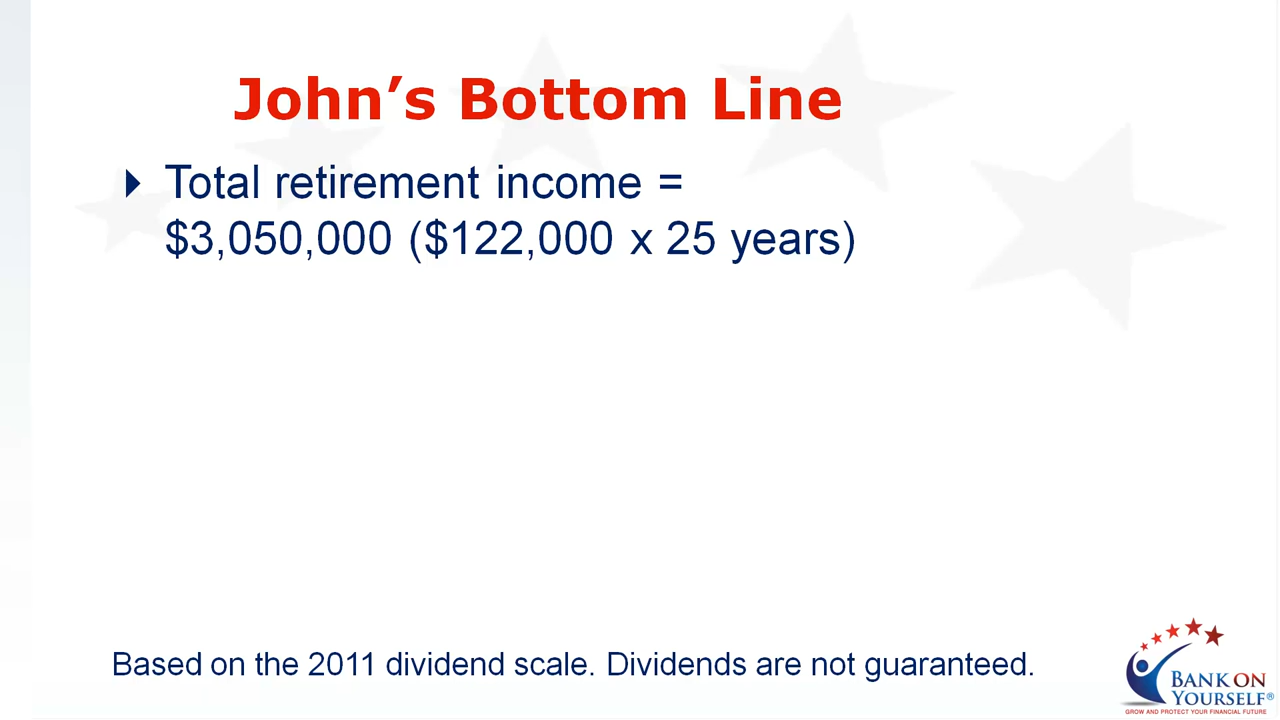 John’s Bottom Line
Total retirement income =
$3,050,000 ($122,000 x 25 years)
Based on the 2011 dividend scale. Dividends are not guaranteed.
BANK ON
YOURSELF®
GROW AND PROTECT YOUR FINANCIAL FUTURE